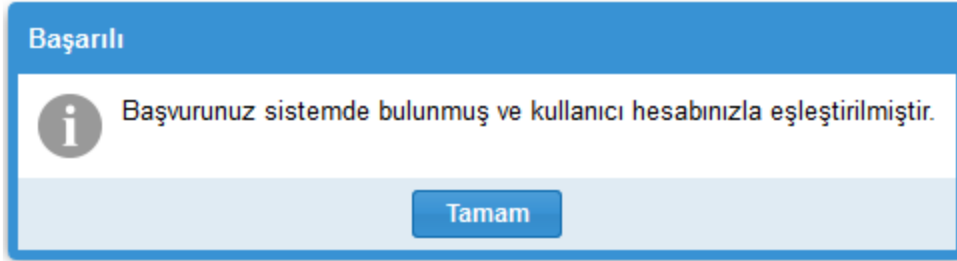 Başarılı
Başvurunuz sistemde bulunmuş ve kullanıcı hesabınızla eşleştirilmiştir.
Tamam